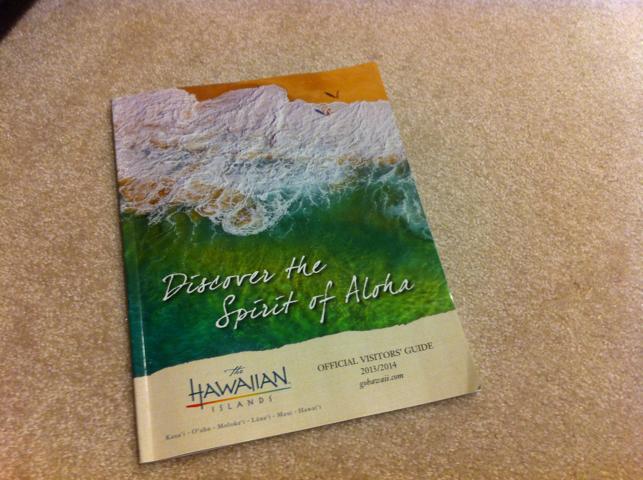 Discover the
Spirit of Aloha
The
HAWAIIAN
ISLANDS
OFFICIAL VISITORS' GUIDE
2013/2014
gohawaii.com
Kaua'i - O'ahu - Moloka'i - Lāna'i - Maui - Hawai'i